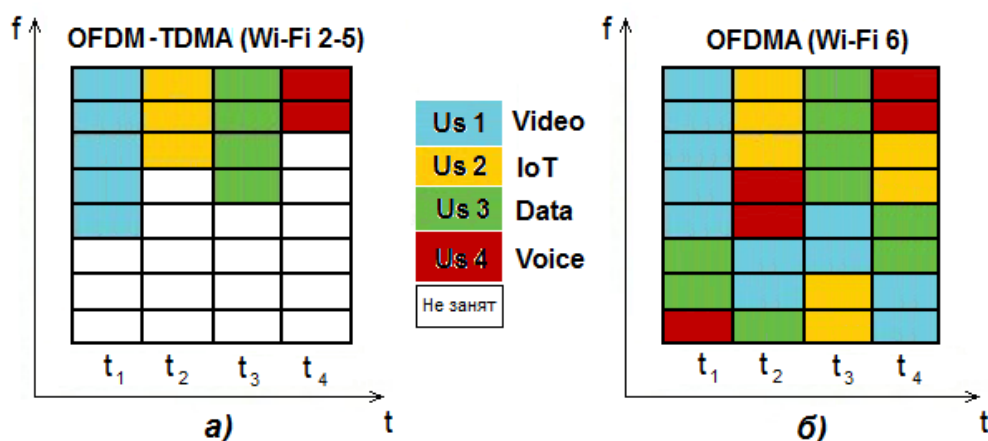 f
OFDM-TDMA (Wi-Fi 2-5)
t1 t2 t3 t4
t
а)
Us 1 Video
Us 2 IoT
Us 3 Data
Us 4 Voice
Не занят
f
OFDMA (Wi-Fi 6)
t1 t2 t3 t4
t
б)